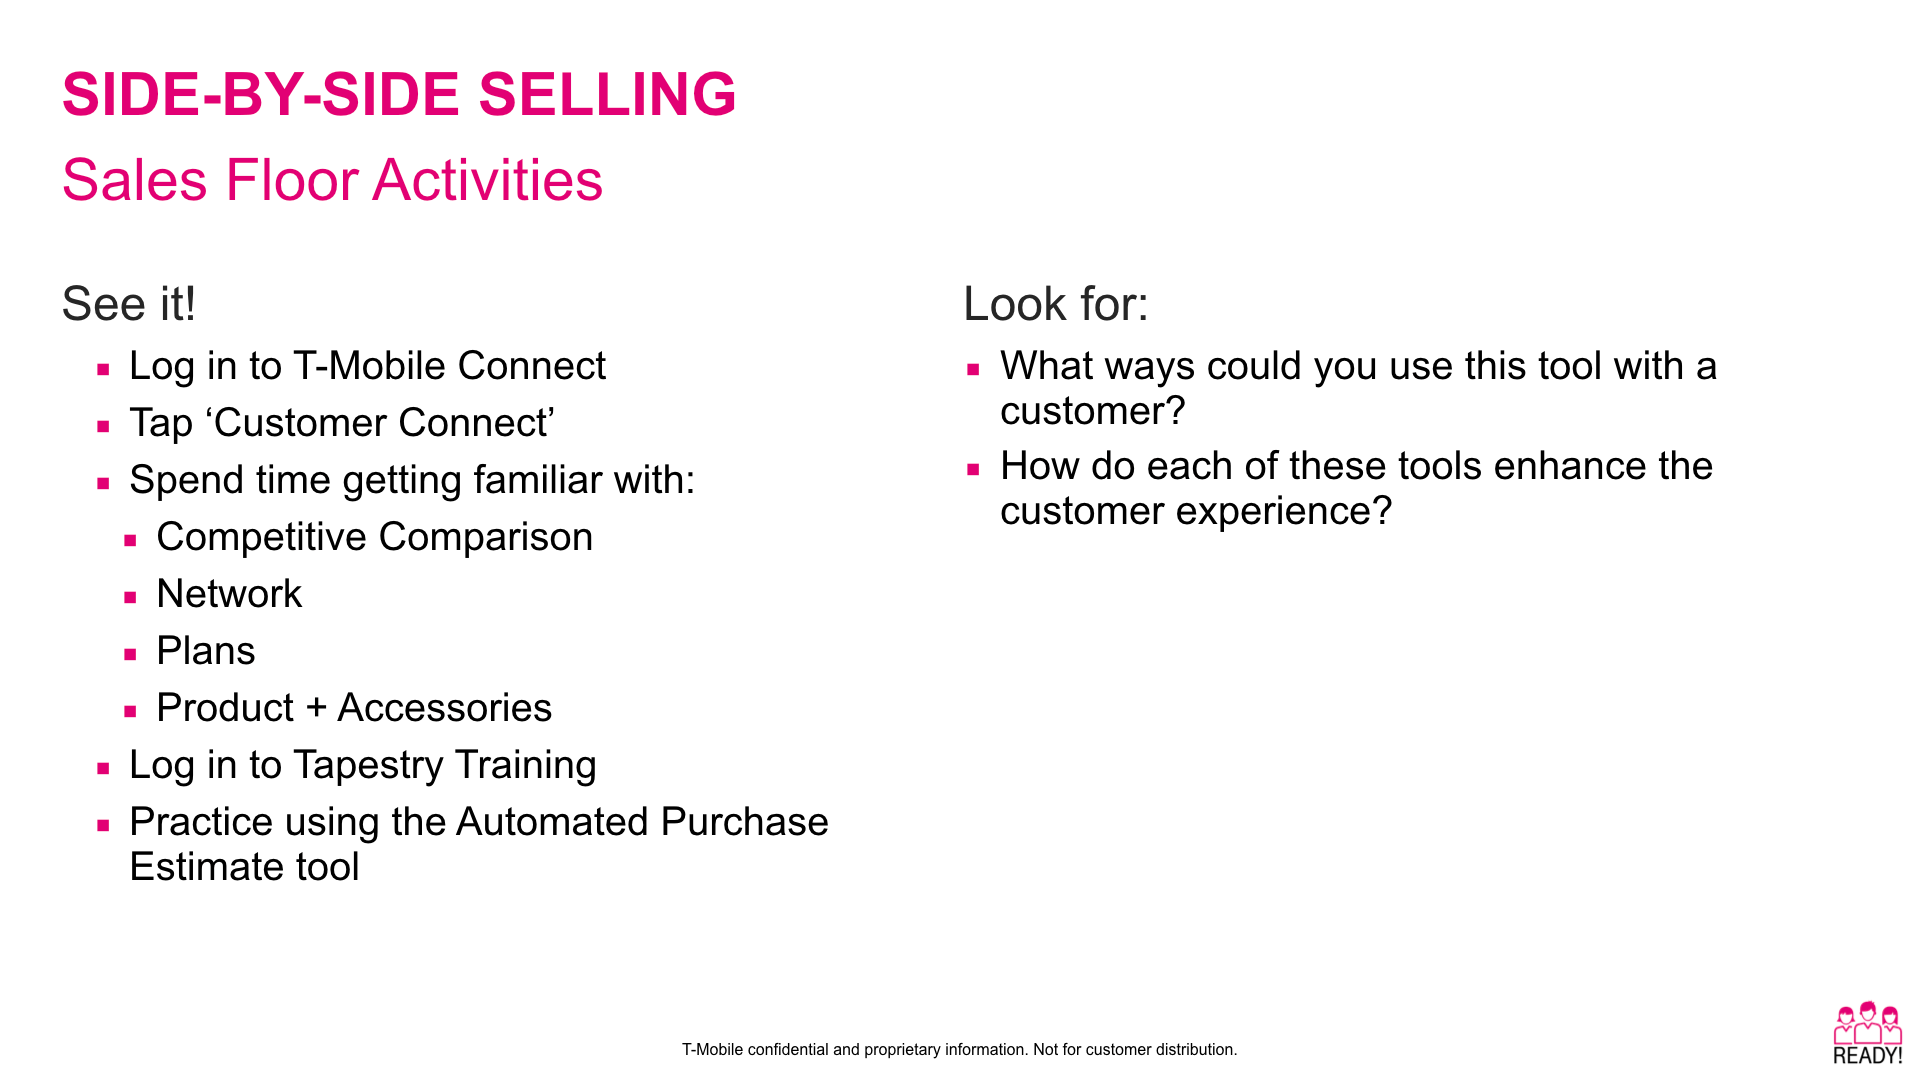 SIDE-BY-SIDE SELLING
Sales Floor Activities
See it!
Log in to T-Mobile Connect
Tap ‘Customer Connect’
Spend time getting familiar with:
Competitive Comparison
Network
Plans
Product + Accessories
Log in to Tapestry Training
Practice using the Automated Purchase
Estimate tool
Look for:
What ways could you use this tool with a
customer?
How do each of these tools enhance the
customer experience?
T-Mobile confidential and proprietary information. Not for customer distribution.
READY!